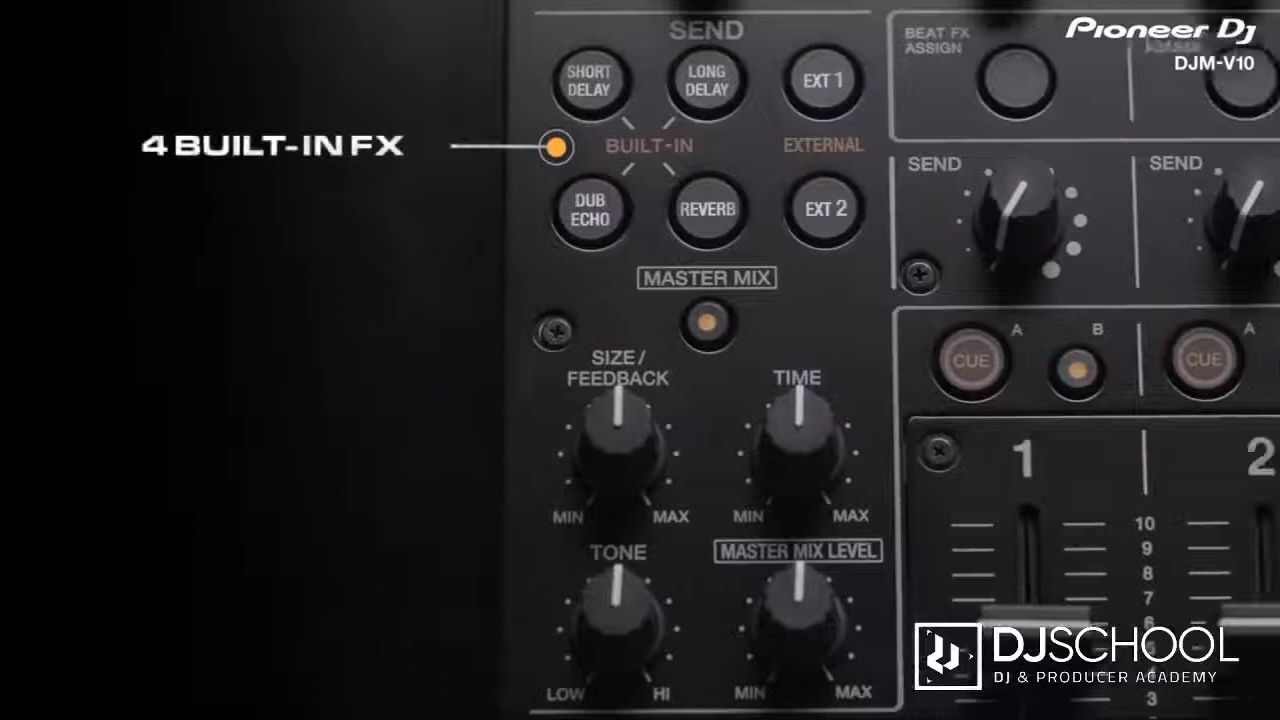 SEND
SHORT
DELAY
LONG
DELAY
EXT 1
4 BUILT-IN FX
BUILT-IN
EXTERNAL
DUB
ECHO
REVERB
EXT 2
MASTER MIX
SIZE/
FEEDBACK
TIME
MIN MAX
MIN MAX
TONE
MASTER MIX LEVEL
LOW HI
MIN MAX
BEAT FX
ASSIGN
Pioneer Dj
DJM-V10
SEND
SEND
A
B
A
CUE
CUE
1
2
10
9
8
7
6
3
DJSCHOOL
DJ & PRODUCER ACADEMY